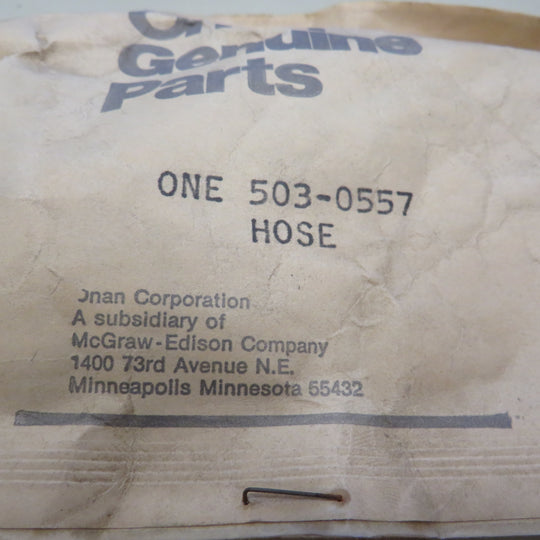 Genuine
Parts
ONE 503-0557
HOSE
Onan Corporation
A subsidiary of
McGraw-Edison Company
1400 73rd Avenue N.E.
Minneapolis Minnesota 55432